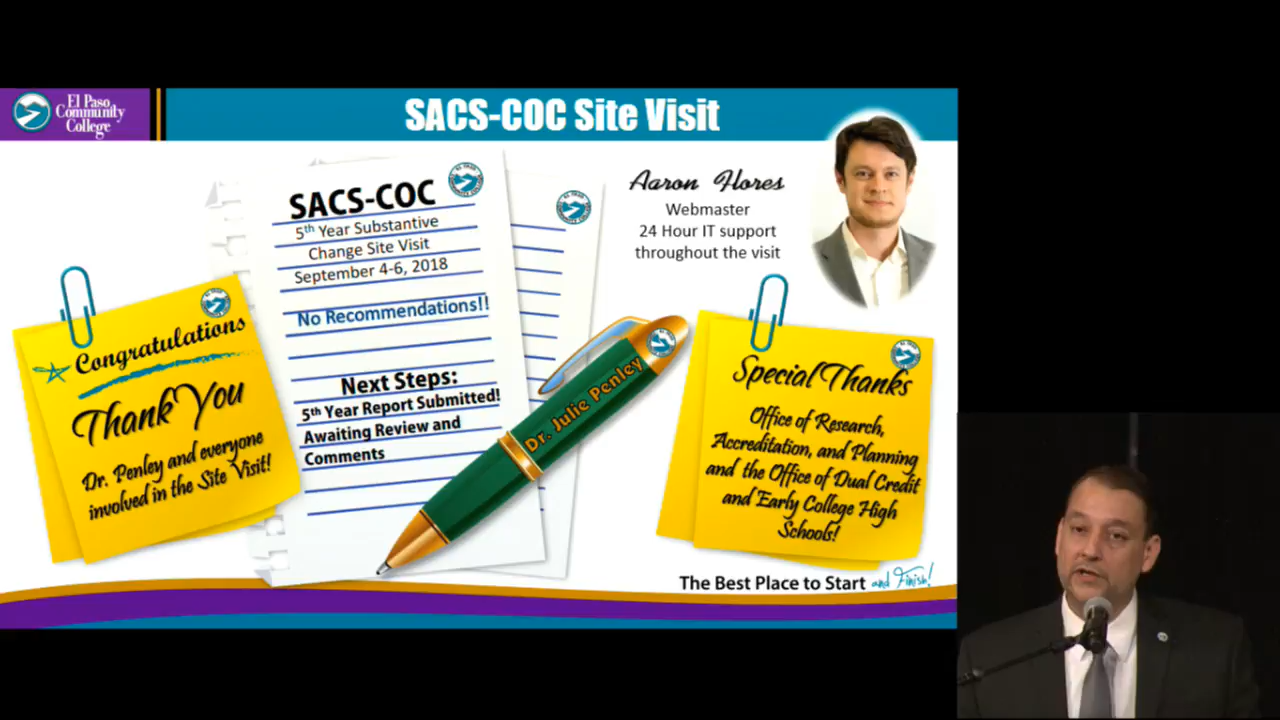 El Paso
Community
College
SACS-COC Site Visit
SACS-COC
5th Year Substantive
Change Site Visit
September 4-6, 2018
No Recommendations!!
Next Steps:
5th Year Report Submitted!
Awaiting Review and
Comments
Aaron Flores
Webmaster
24 Hour IT support
throughout the visit
Congratulations
Thank You
Dr. Penley and everyone
involved in the Site Visit!
Dr. Julie Penley
Special Thanks
Office of Research,
Accreditation, and Planning
and the Office of Dual Credit
and Early College High
Schools!
The Best Place to Start and Finish!